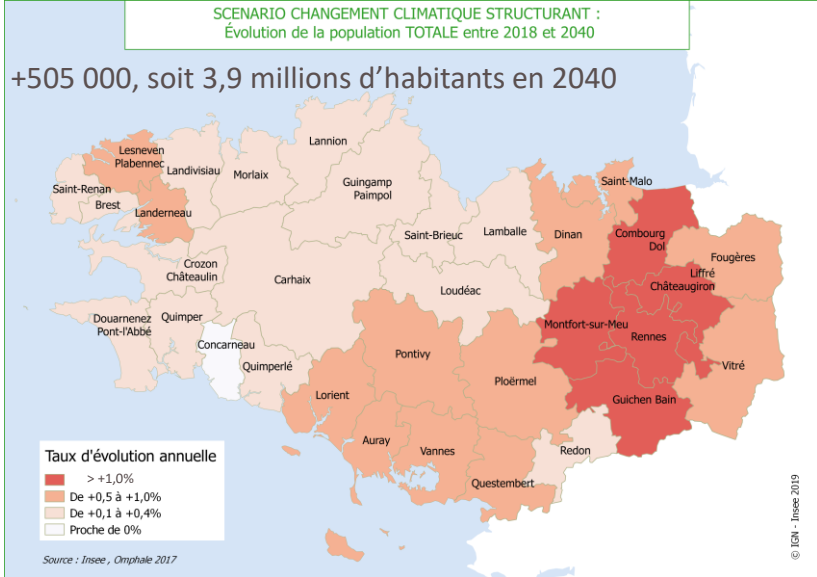 SCENARIO CHANGEMENT CLIMATIQUE STRUCTURANT :
Évolution de la population TOTALE entre 2018 et 2040
+505 000, soit 3,9 millions d’habitants en 2040
Lannion
Lesneven
Plabennec
Landivisiau
Morlaix
Guingamp
Paimpol
Saint-Malo
Saint-Renan
Brest
Landerneau
Saint-Brieuc
Lamballe
Dinan
Combourg
Dol
Fougères
Crozon
Châteaulin
Carhaix
Loudéac
Liffré
Châteaugiron
Douarnenez
Pont-l'Abbé
Quimper
Montfort-sur-Meu
Rennes
Concarneau
Quimperlé
Pontivy
Ploërmel
Vitré
Lorient
Guichen Bain
Auray
Vannes
Redon
Questembert
Taux d'évolution annuelle
> +1,0%
De +0,5 à +1,0%
De +0,1 à +0,4%
Proche de 0%
Source : Insee , Omphale 2017
© IGN - Insee 2019